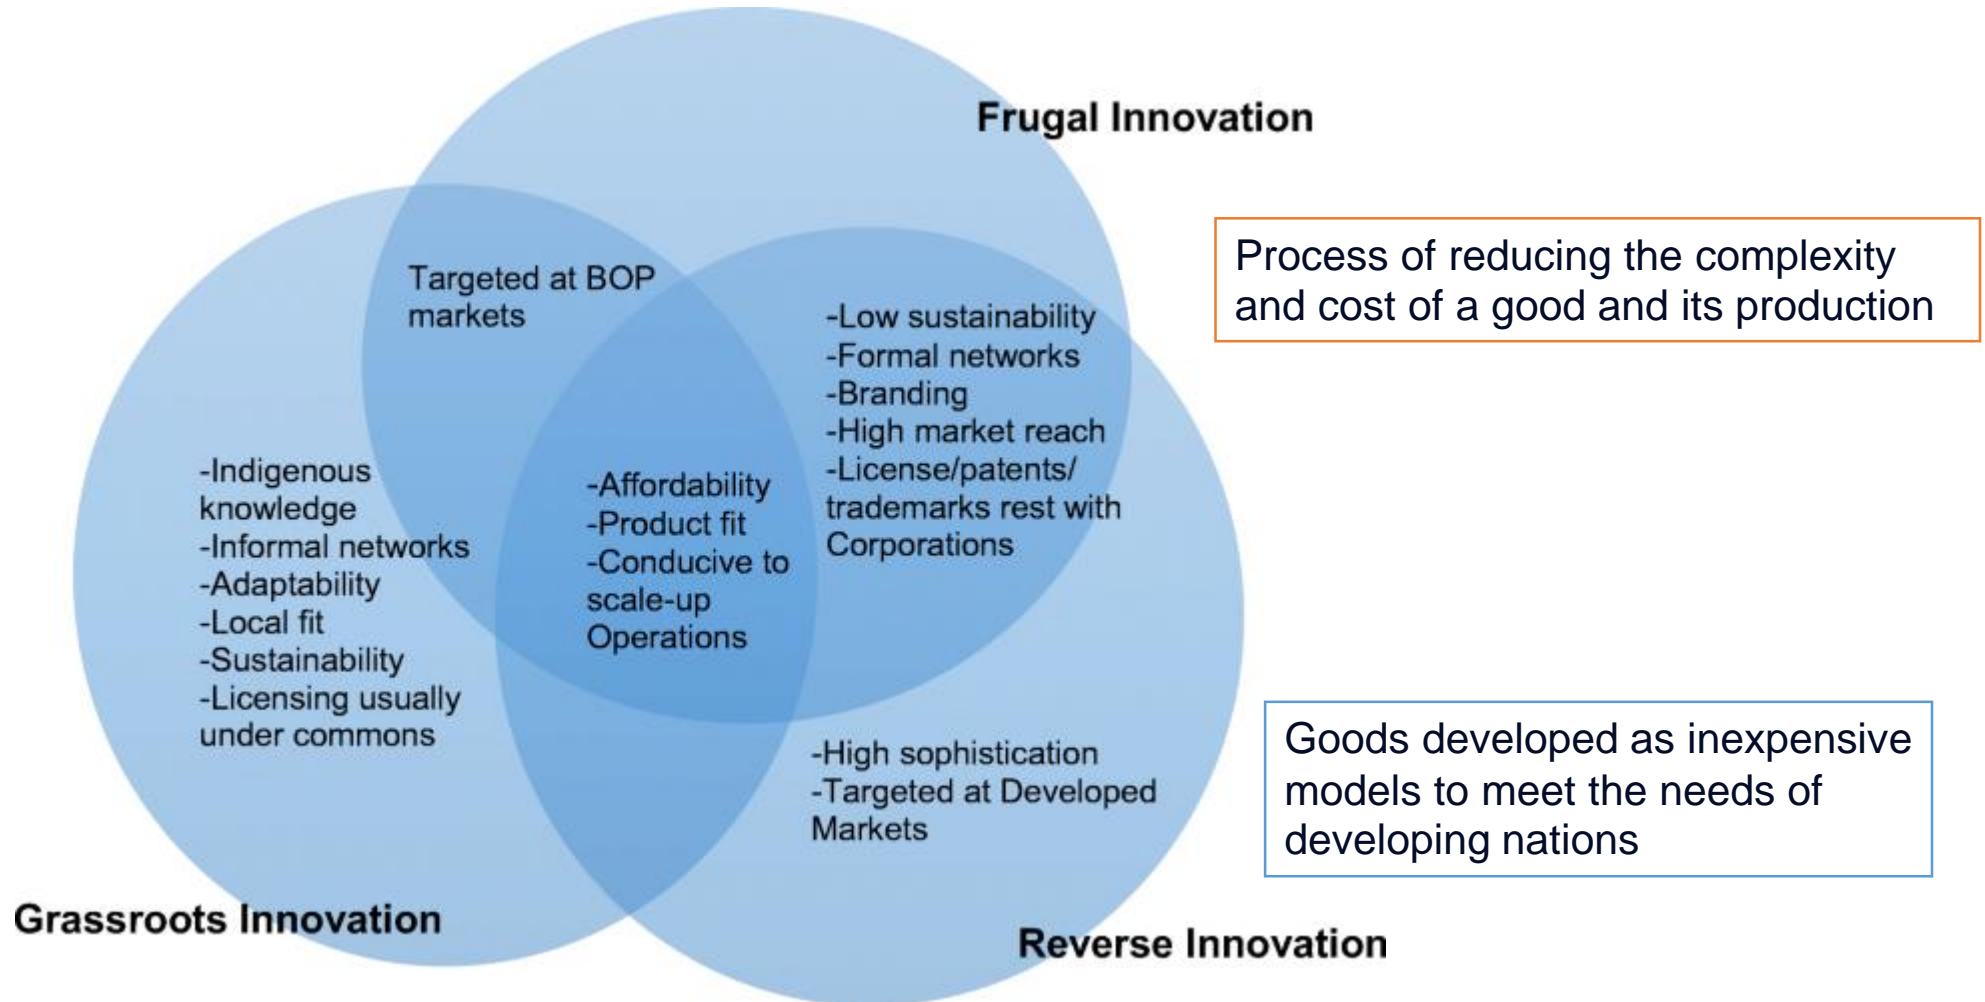 Frugal Innovation
Process of reducing the complexity
and cost of a good and its production
Targeted at BOP
markets
-Low sustainability
-Formal networks
-Branding
-High market reach
-License/patents/
trademarks rest with
Corporations
-Indigenous
knowledge
-Informal networks
-Adaptability
-Local fit
-Sustainability
-Licensing usually
under commons
-Affordability
-Product fit
-Conducive to
scale-up
Operations
-High sophistication
-Targeted at Developed
Markets
Goods developed as inexpensive
models to meet the needs of
developing nations
Grassroots Innovation
Reverse Innovation